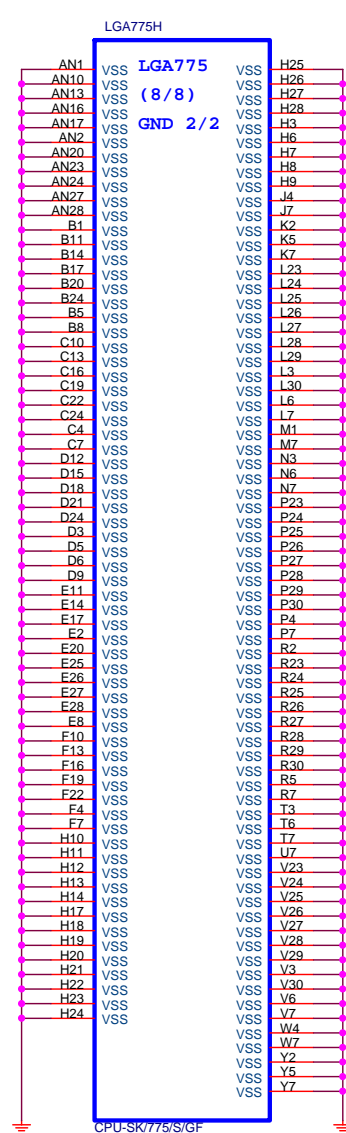 LGA775H
AN1 VSS LGA775 VSS H25
AN10 VSS VSS H26
AN13 VSS (8/8) VSS H27
AN16 VSS VSS H28
AN17 VSS GND 2/2 VSS H3
AN2 VSS VSS H6
AN20 VSS VSS H7
AN23 VSS VSS H8
AN24 VSS VSS H9
AN27 VSS VSS J4
AN28 VSS VSS J7
B1 VSS VSS K2
B11 VSS VSS K5
B14 VSS VSS K7
B17 VSS VSS L23
B20 VSS VSS L24
B24 VSS VSS L25
B5 VSS VSS L26
B8 VSS VSS L27
C10 VSS VSS L28
C13 VSS VSS L29
C16 VSS VSS L3
C19 VSS VSS L30
C22 VSS VSS L6
C24 VSS VSS L7
C4 VSS VSS M1
C7 VSS VSS M7
D12 VSS VSS N3
D15 VSS VSS N6
D18 VSS VSS N7
D21 VSS VSS P23
D24 VSS VSS P24
D3 VSS VSS P25
D5 VSS VSS P26
D6 VSS VSS P27
D9 VSS VSS P28
E11 VSS VSS P29
E14 VSS VSS P30
E17 VSS VSS P4
E2 VSS VSS P7
E20 VSS VSS R2
E25 VSS VSS R23
E26 VSS VSS R24
E27 VSS VSS R25
E28 VSS VSS R26
E8 VSS VSS R27
F10 VSS VSS R28
F13 VSS VSS R29
F16 VSS VSS R30
F19 VSS VSS R5
F22 VSS VSS R7
F4 VSS VSS T3
F7 VSS VSS T6
H10 VSS VSS T7
H11 VSS VSS U7
H12 VSS VSS V23
H13 VSS VSS V24
H14 VSS VSS V25
H17 VSS VSS V26
H18 VSS VSS V27
H19 VSS VSS V28
H20 VSS VSS V29
H21 VSS VSS V3
H22 VSS VSS V30
H23 VSS VSS V6
H24 VSS VSS V7
VSS W4
VSS W7
VSS Y2
VSS Y5
VSS Y7
CPU-SK/775/S/GF